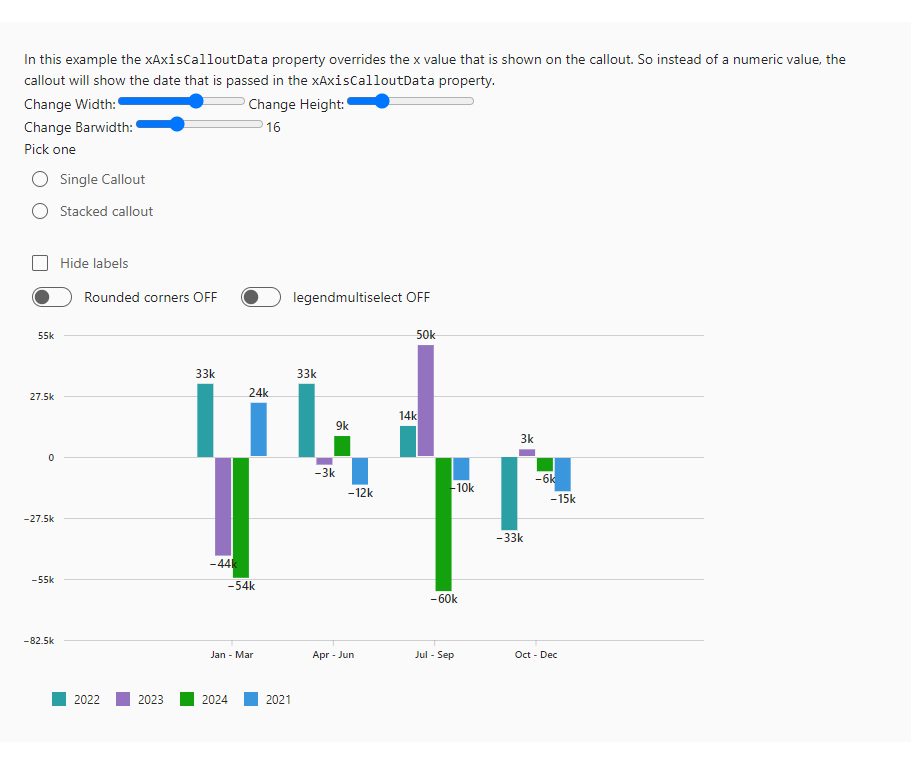 In this example the xAxisCalloutData property overrides the x value that is shown on the callout. So instead of a numeric value, the
callout will show the date that is passed in the xAxisCalloutData property.
Change Width: Change Height:
Change Barwidth: 16
Pick one
Single Callout
Stacked callout
Hide labels
Rounded corners OFF legendmultiselect OFF
55k
50k
33k
33k
24k
27.5k
14k
9k
3k
0
−3k
−6k
−10k
−12k
−15k
−27.5k
−33k
−44k
−55k
−54k
−60k
−82.5k
Jan - Mar Apr - Jun Jul - Sep Oct - Dec
2022 2023 2024 2021